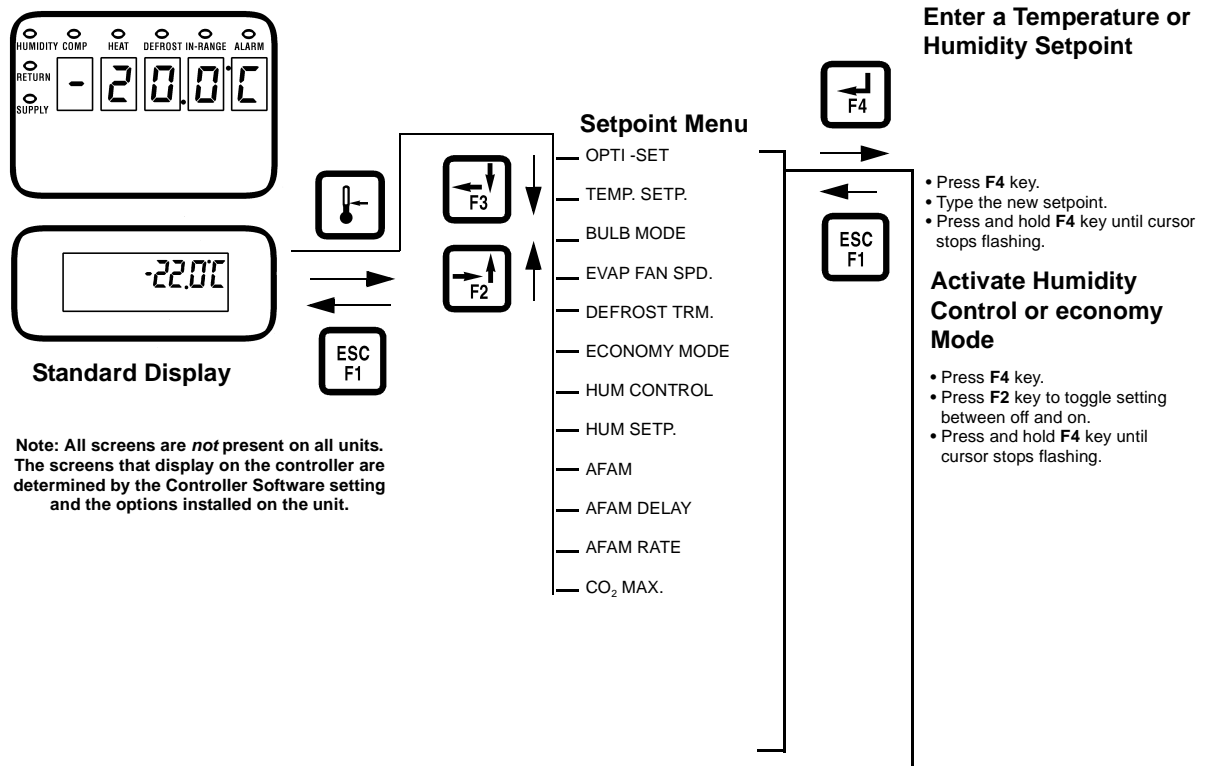 HUMIDITY COMP HEAT DEFROST IN-RANGE ALARM
RETURN
SUPPLY
-20.0°C
-22.0°C
Standard Display
Note: All screens are not present on all units.
The screens that display on the controller are
determined by the Controller Software setting
and the options installed on the unit.
ESC
F1
F3
F2
Setpoint Menu
OPTI -SET
TEMP. SETP.
BULB MODE
EVAP FAN SPD.
DEFROST TRM.
ECONOMY MODE
HUM CONTROL
HUM SETP.
AFAM
AFAM DELAY
AFAM RATE
CO₂ MAX.
F4
ESC
F1
Enter a Temperature or
Humidity Setpoint
• Press F4 key.
• Type the new setpoint.
• Press and hold F4 key until cursor
stops flashing.
Activate Humidity
Control or economy
Mode
• Press F4 key.
• Press F2 key to toggle setting
between off and on.
• Press and hold F4 key until
cursor stops flashing.